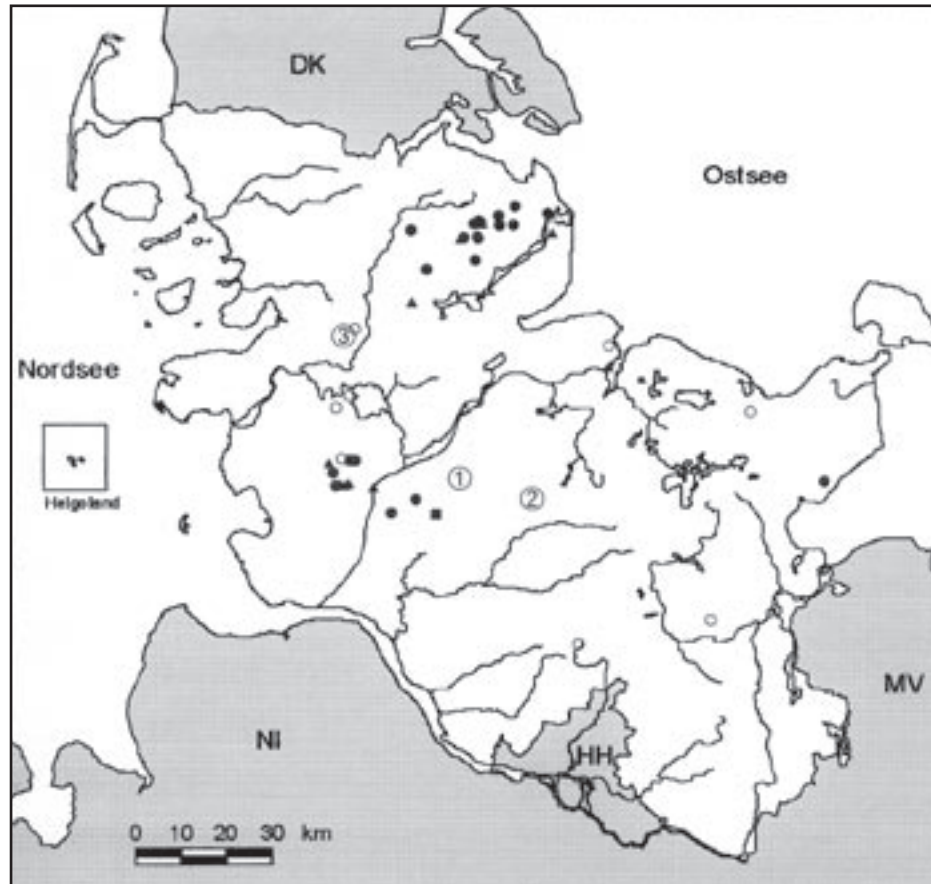 DK
Ostsee
③
Nordsee
Helgoland
①
②
MV
NI
HH
0 10 20 30 km